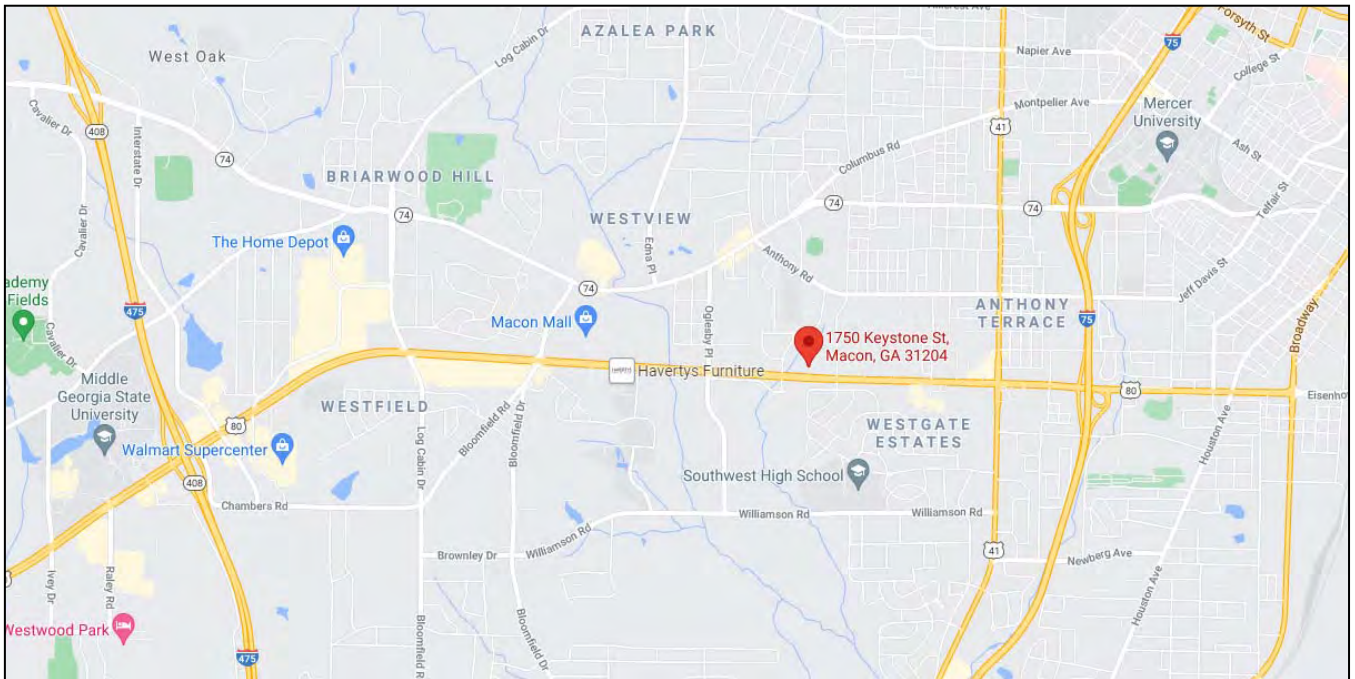 Hillcrest Ave
Forsyth St
AZALEA PARK
Log Cabin Dr
75
Napier Ave
College St
West Oak
Cavalier Dr
408
Interstate Dr
Montpelier Ave
Mercer
University
41
Ash St
74
Columbus Rd
BRIARWOOD HILL
Telfair St
74
WESTVIEW
74
74
Cavalier Dr
The Home Depot
Edna Pl
Anthony Rd
Jeff Davis St
ademy
Fields
74
475
Macon Mall
Oglesby Pl
ANTHONY
TERRACE
75
Broadway
Cavalier Dr
1750 Keystone St,
Macon, GA 31204
Havertys Furniture
Middle
Georgia State
University
WESTFIELD
80
Eisenho
80
Bloomfield Rd
Bloomfield Dr
WESTGATE
ESTATES
Houston Ave
Walmart Supercenter
Log Cabin Dr
Southwest High School
408
Chambers Rd
Williamson Rd
Williamson Rd
Brownley Dr
Williamson Rd
41
Newberg Ave
Ivey Dr
Raley Rd
Houston Ave
Westwood Park
Bloomfield R
Bloomfield Dr
475